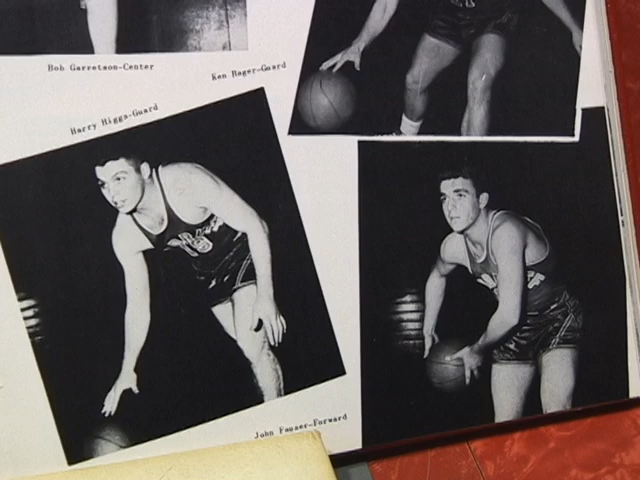 Bob Garretson-Center
Ken Rager-Guard
Harry Higgs-Guard
John Fauser-Forward